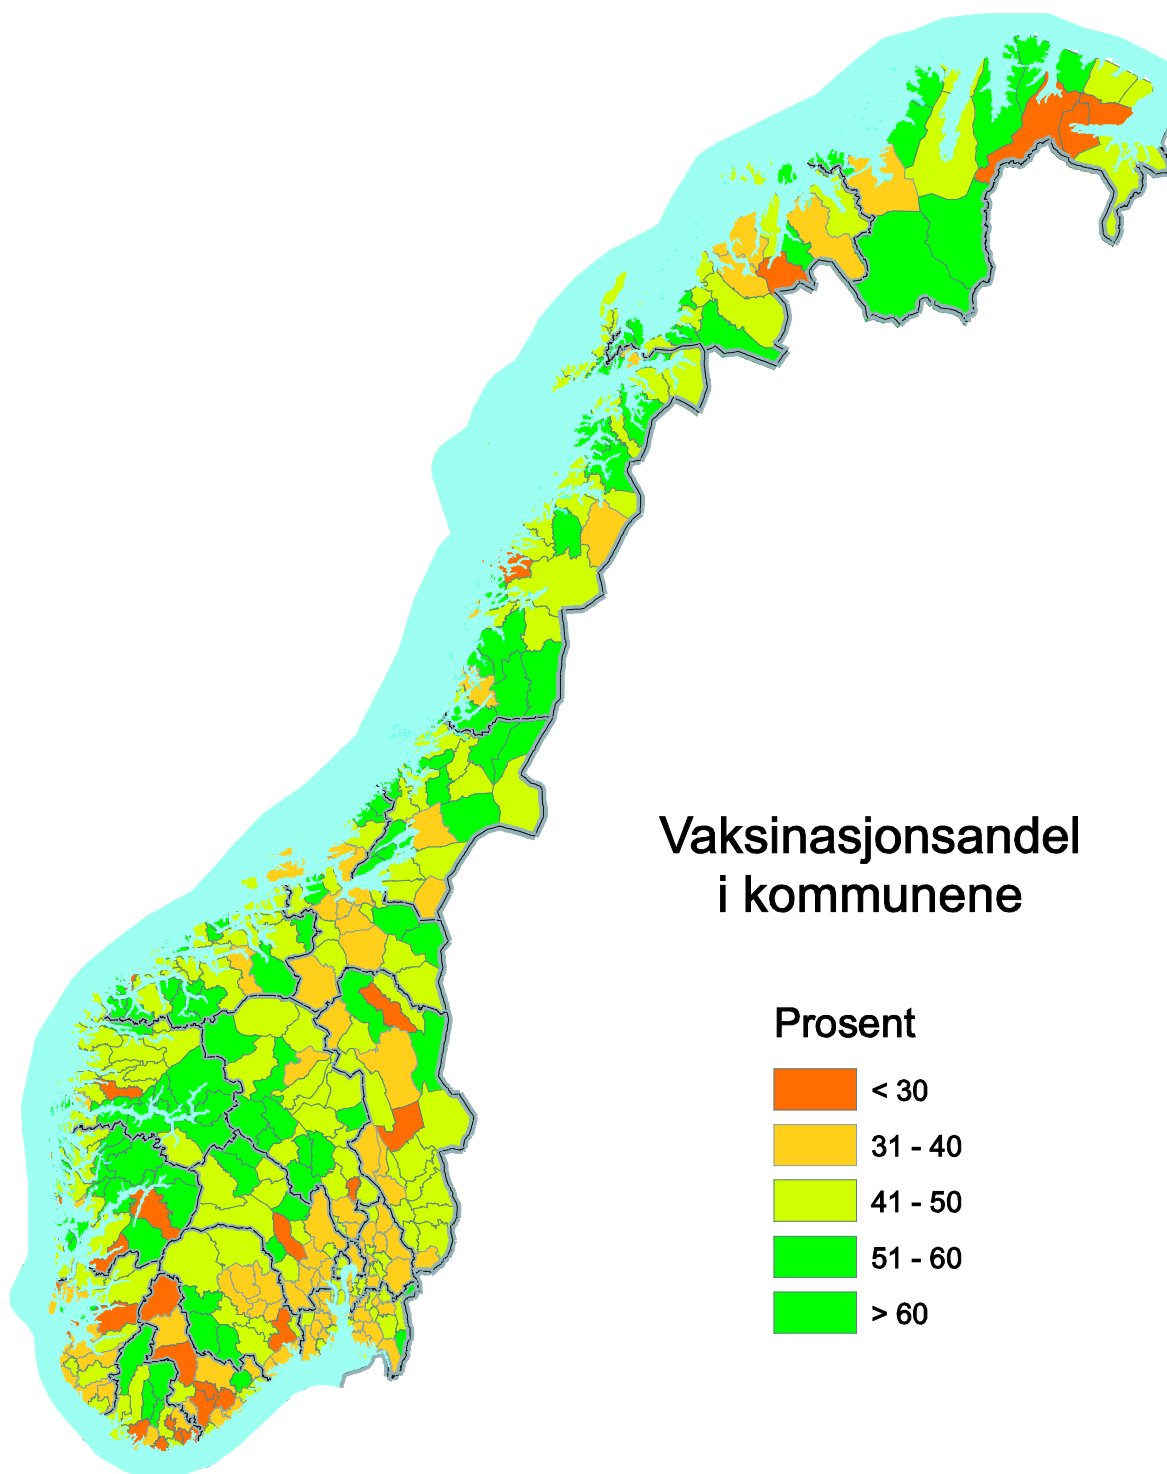 Vaksinasjonsandel
i kommunene
Prosent
< 30
31 - 40
41 - 50
51 - 60
> 60